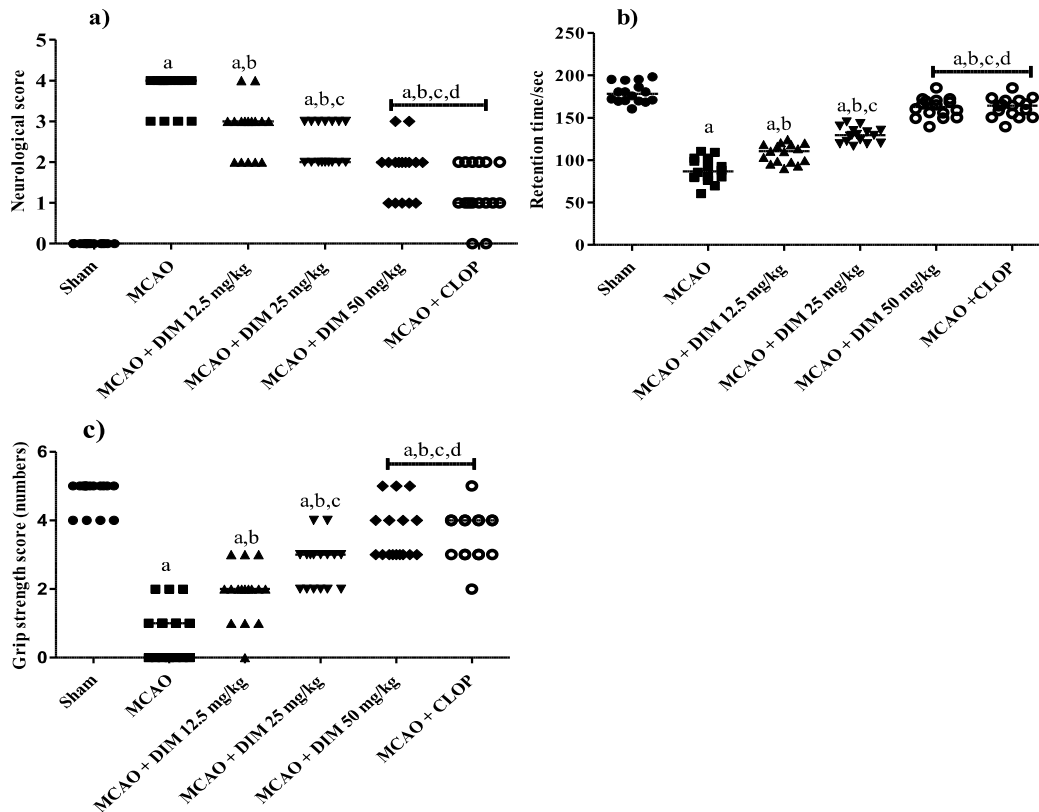 a)
Neurological score
5
4
3
2
1
0
a
a,b
a,b,c
a,b,c,d
Sham
MCAO
MCAO + DIM 12.5 mg/kg
MCAO + DIM 25 mg/kg
MCAO + DIM 50 mg/kg
MCAO + CLOP
b)
Retention time/sec
250
200
150
100
50
0
a
a,b
a,b,c
a,b,c,d
Sham
MCAO
MCAO + DIM 12.5 mg/kg
MCAO + DIM 25 mg/kg
MCAO + DIM 50 mg/kg
MCAO +CLOP
c)
Grip strength score (numbers)
6
4
2
0
a
a,b
a,b,c
a,b,c,d
Sham
MCAO
MCAO + DIM 12.5 mg/kg
MCAO + DIM 25 mg/kg
MCAO + DIM 50 mg/kg
MCAO + CLOP